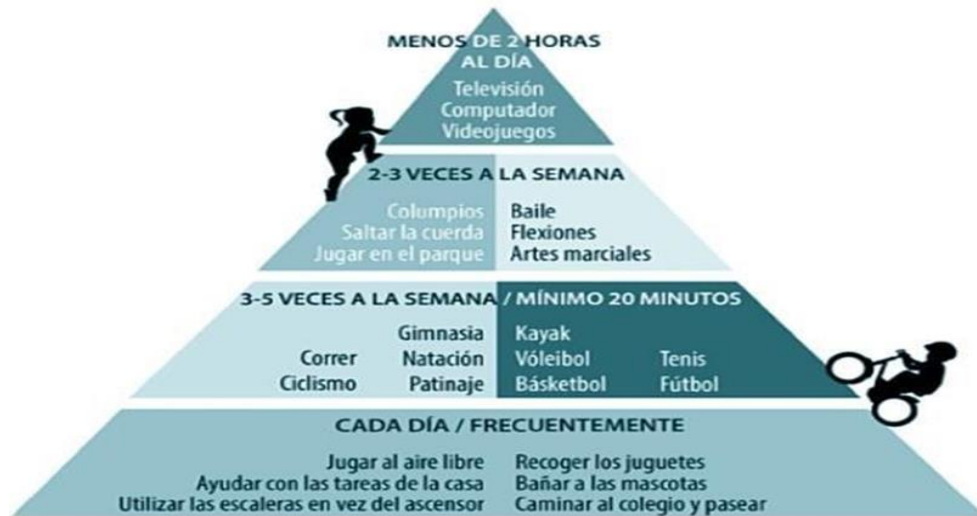 MENOS DE 2 HORAS
AL DÍA
Televisión
Computador
Videojuegos
2-3 VECES A LA SEMANA
Columpios Baile
Saltar la cuerda Flexiones
Jugar en el parque Artes marciales
3-5 VECES A LA SEMANA / MÍNIMO 20 MINUTOS
Gimnasia Kayak
Correr Natación Vóleibol Tenis
Ciclismo Patinaje Básketbol Fútbol
CADA DÍA / FRECUENTEMENTE
Jugar al aire libre Recoger los juguetes
Ayudar con las tareas de la casa Bañar a las mascotas
Utilizar las escaleras en vez del ascensor Caminar al colegio y pasear